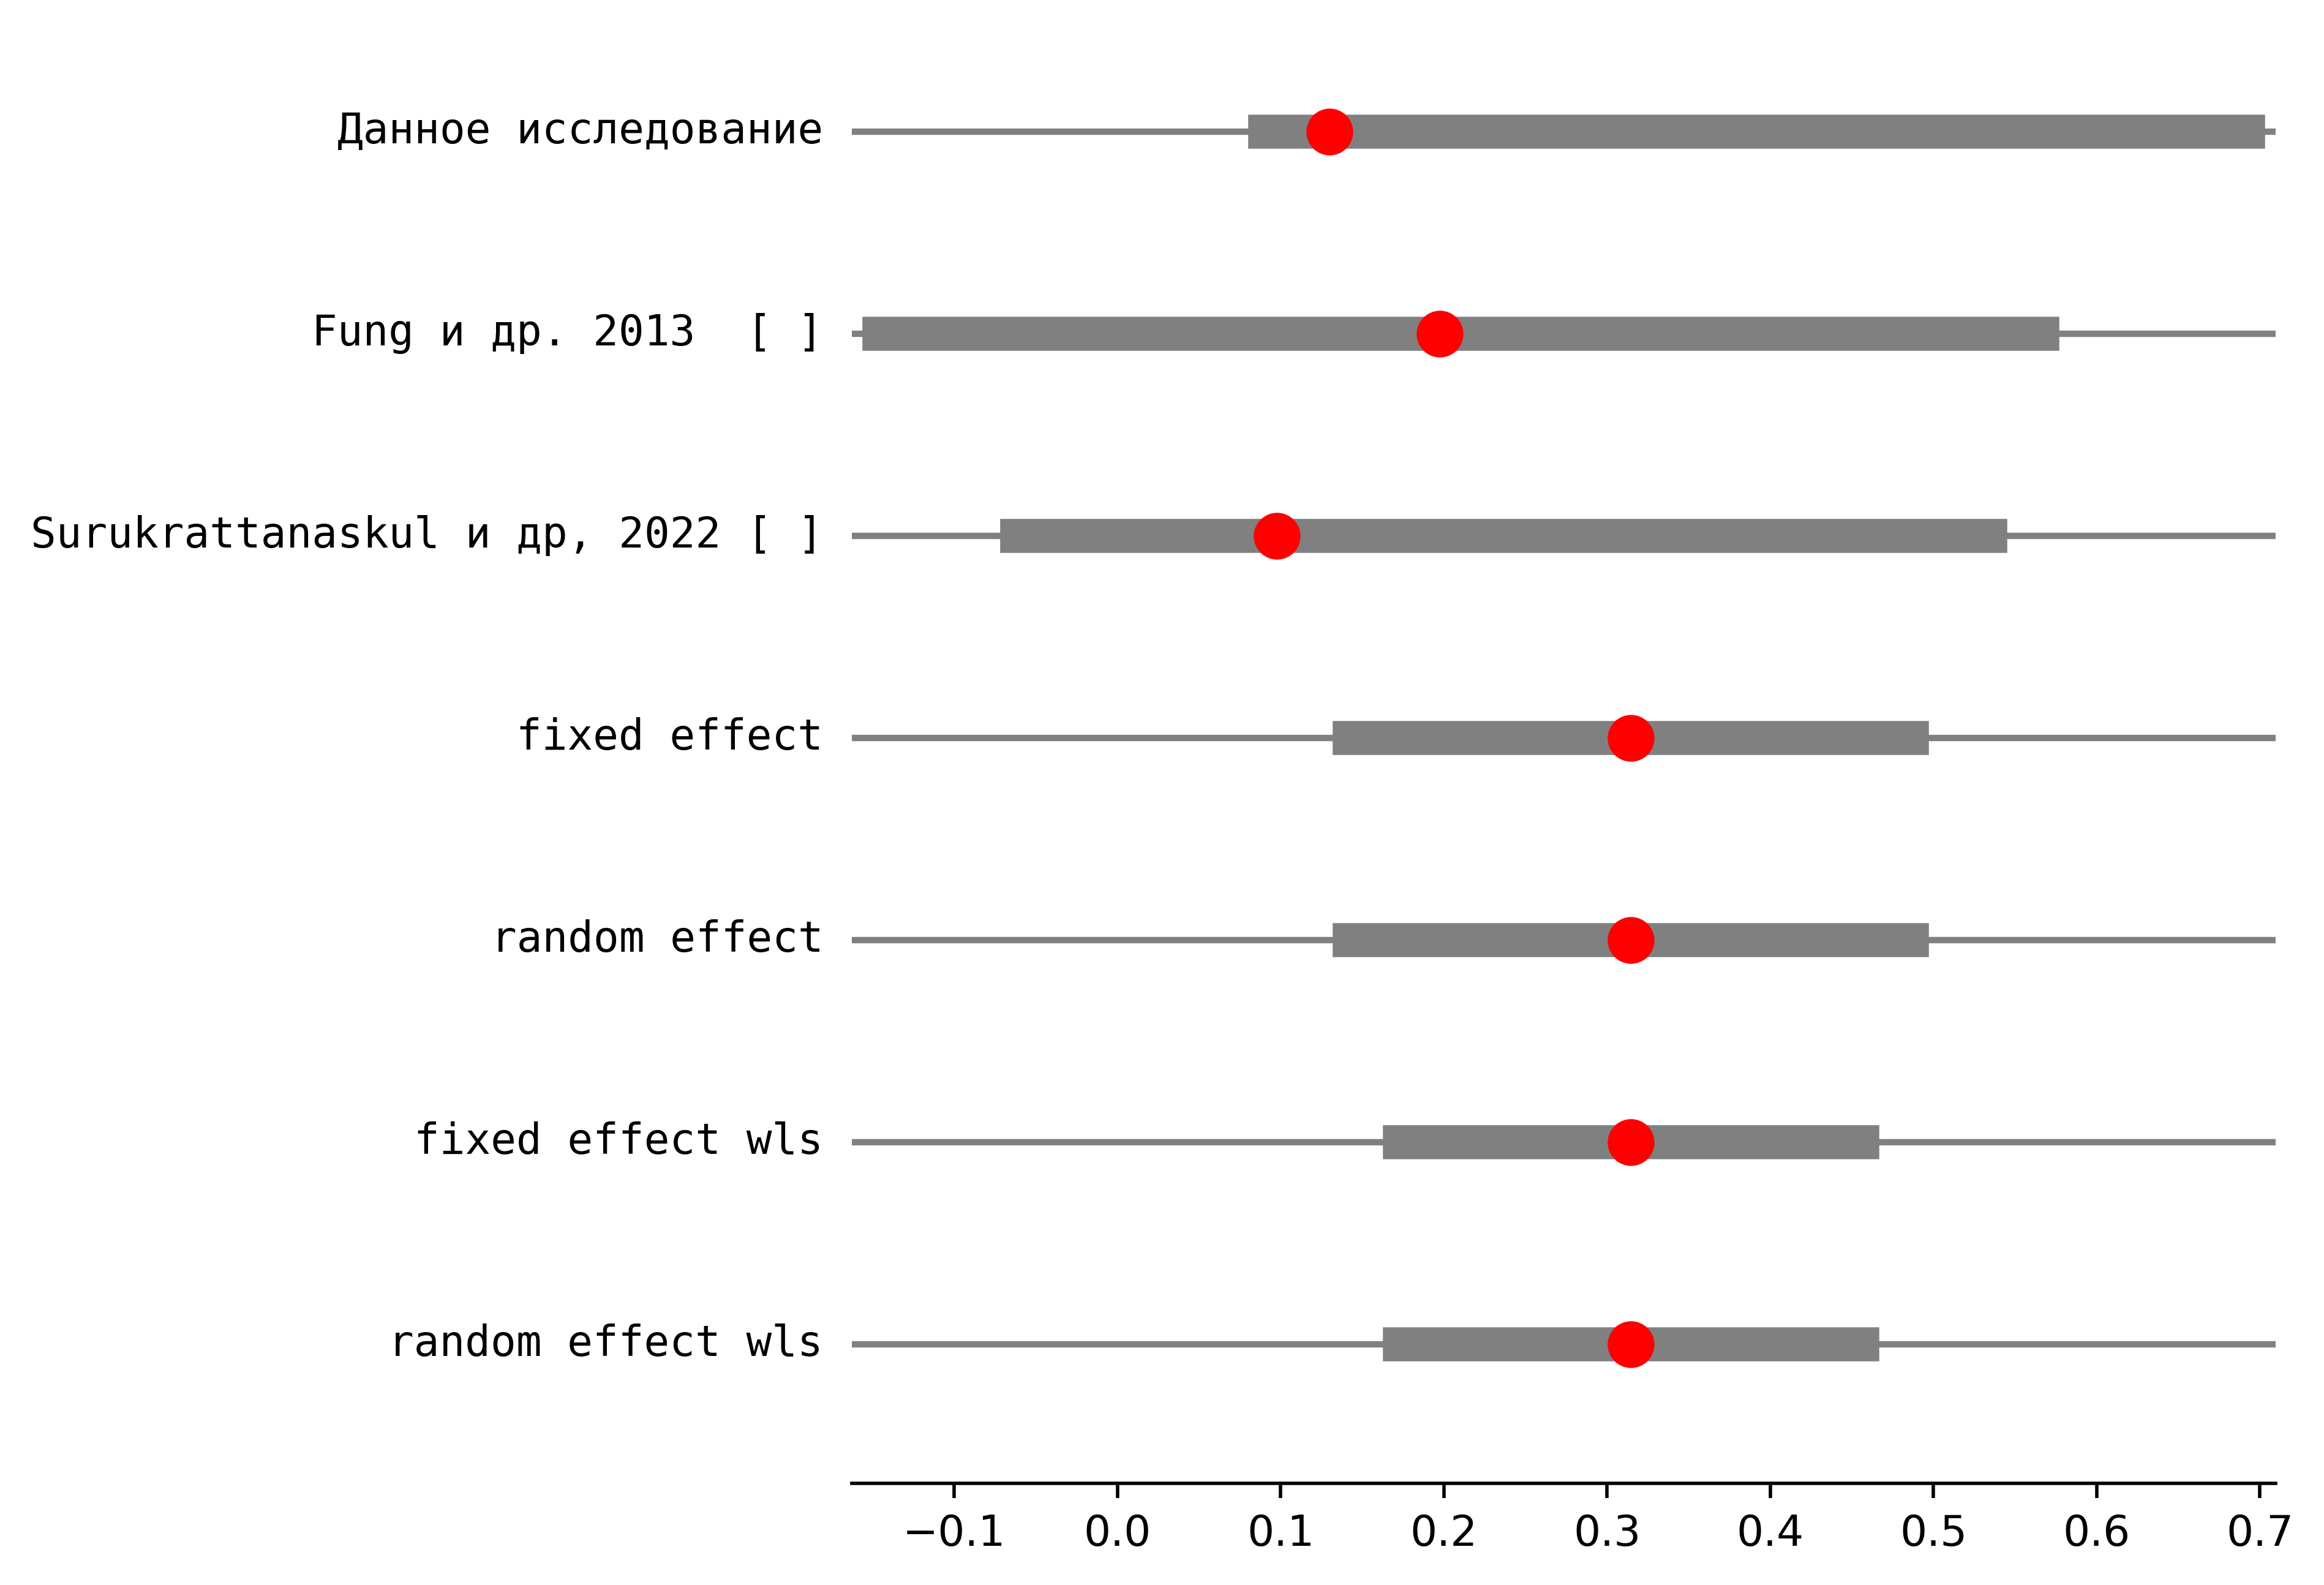 Данное исследование
Fung и др. 2013  [ ]
Surukrattanaskul и др, 2022 [ ]
fixed effect
random effect
fixed effect wls
random effect wls
−0.1 0.0 0.1 0.2 0.3 0.4 0.5 0.6 0.7